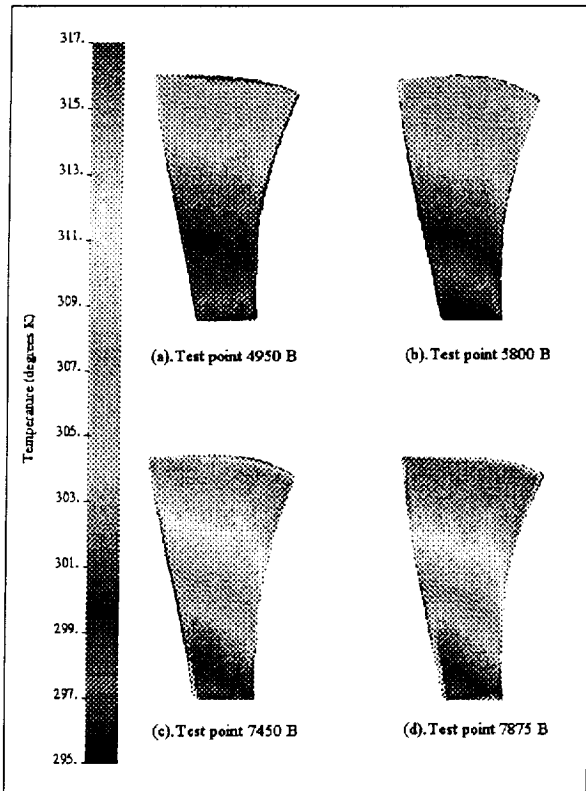 317.
315.
313.
311.
309.
307.
305.
303.
301.
299.
297.
295.
Temperature (degrees K)
(a). Test point 4950 B
(b). Test point 5800 B
(c). Test point 7450 B
(d). Test point 7875 B